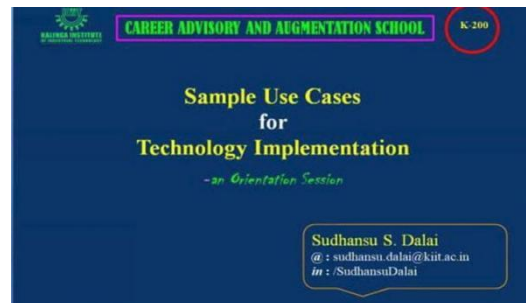 KALINGA INSTITUTE
OF INDUSTRIAL TECHNOLOGY
CAREER ADVISORY AND AUGMENTATION SCHOOL
K-200
Sample Use Cases
for
Technology Implementation
-an Orientation Session
Sudhansu S. Dalai
@ : sudhansu.dalai@kiit.ac.in
in : /SudhansuDalai